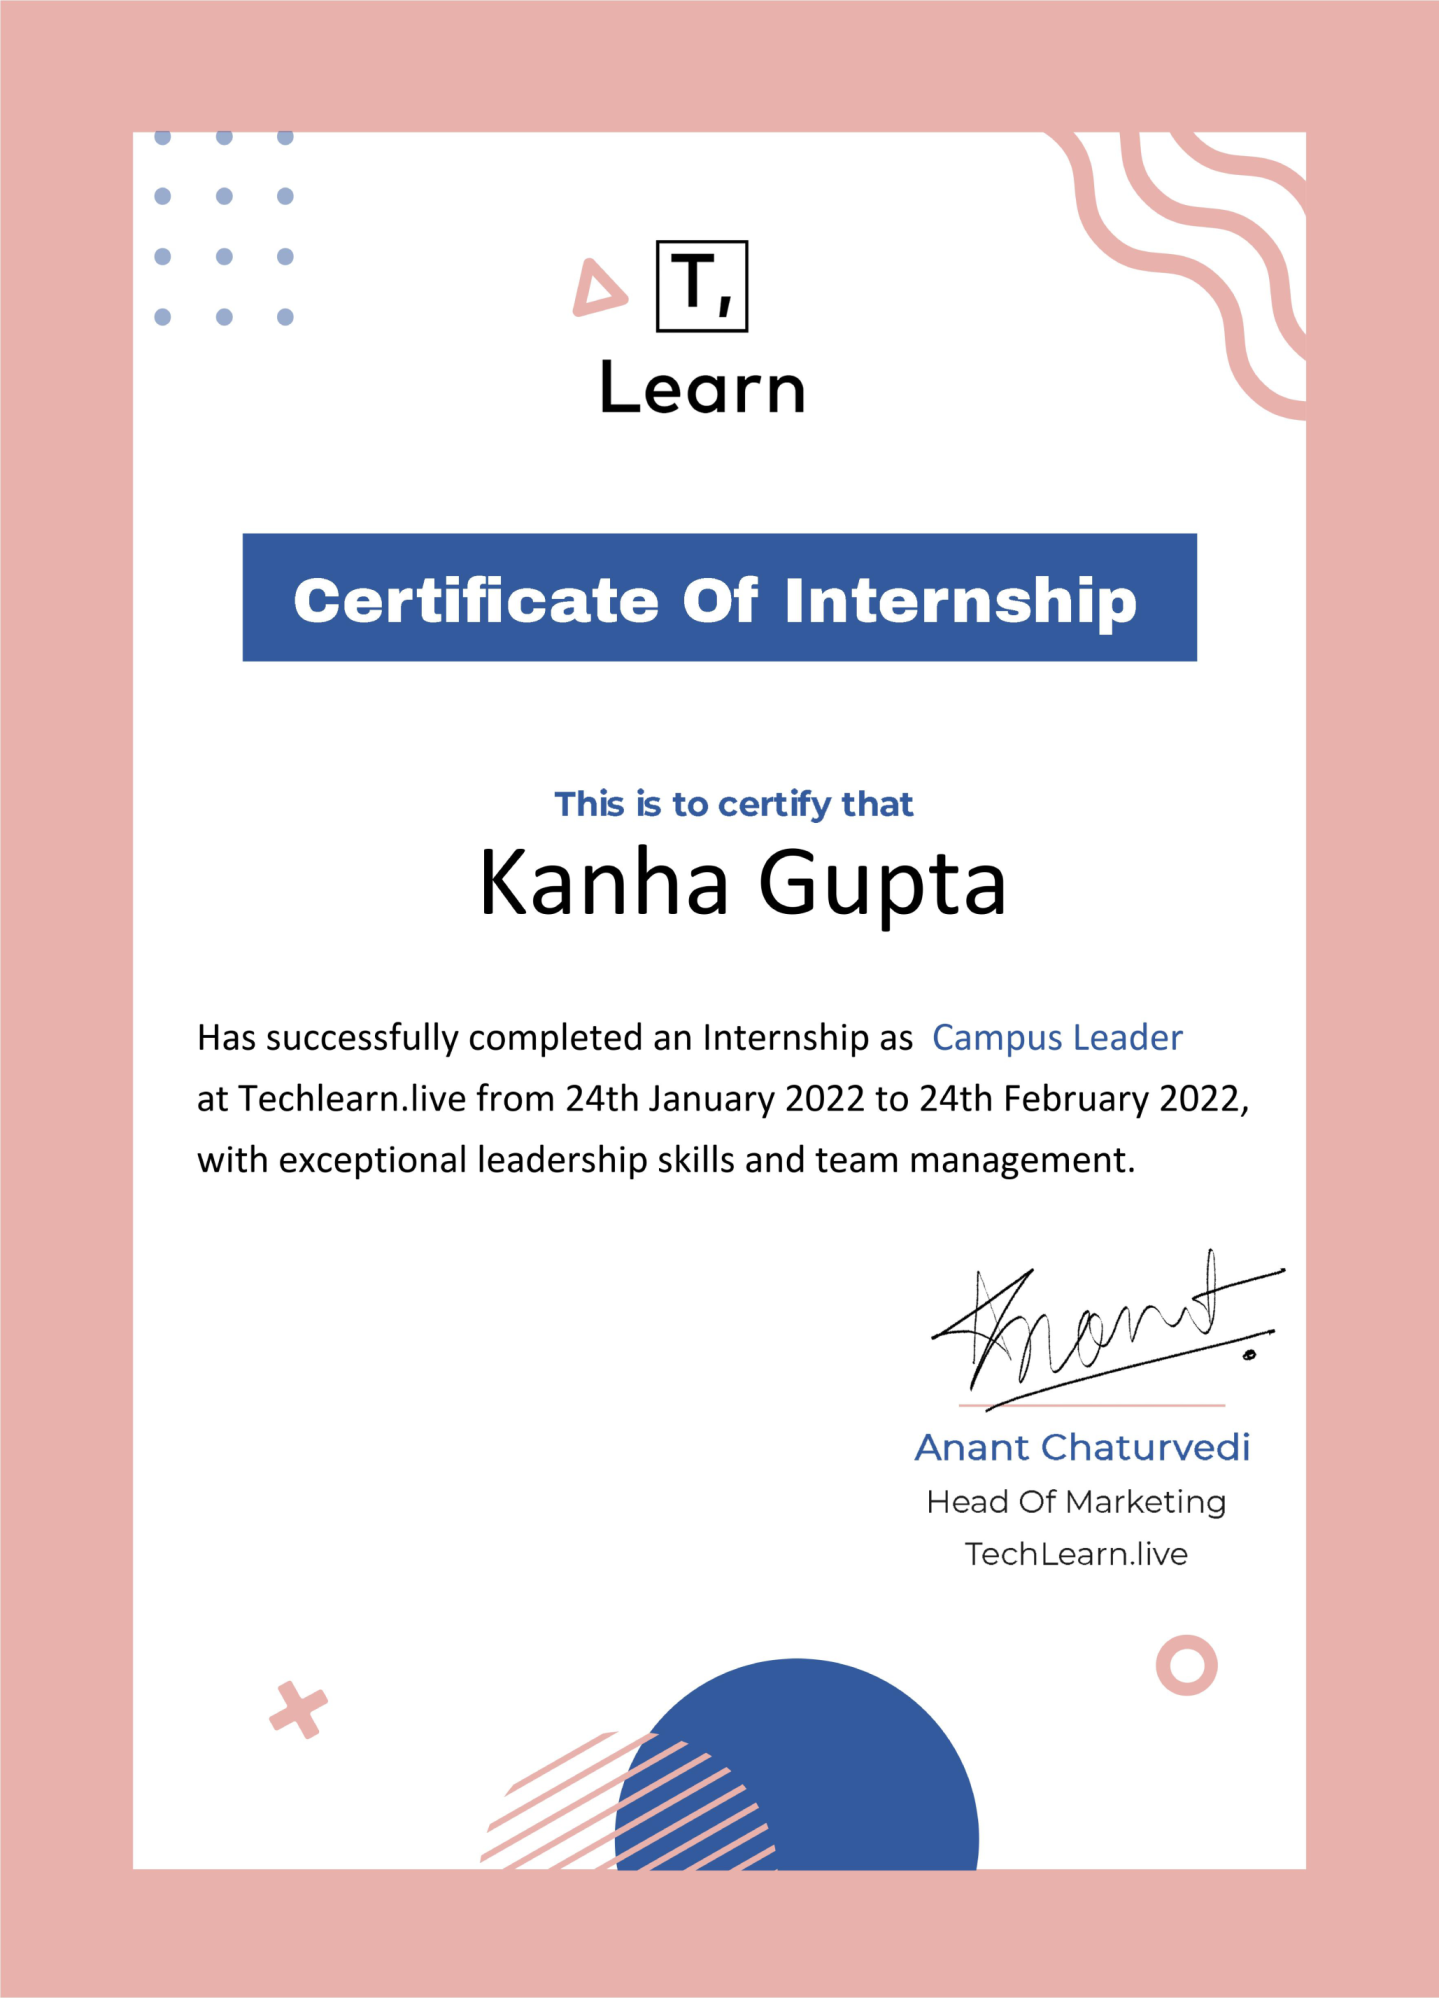 T,
Learn
Certificate Of Internship
This is to certify that
Kanha Gupta
Has successfully completed an Internship as Campus Leader
at Techlearn.live from 24th January 2022 to 24th February 2022,
with exceptional leadership skills and team management.
Anant
Anant Chaturvedi
Head Of Marketing
TechLearn.live